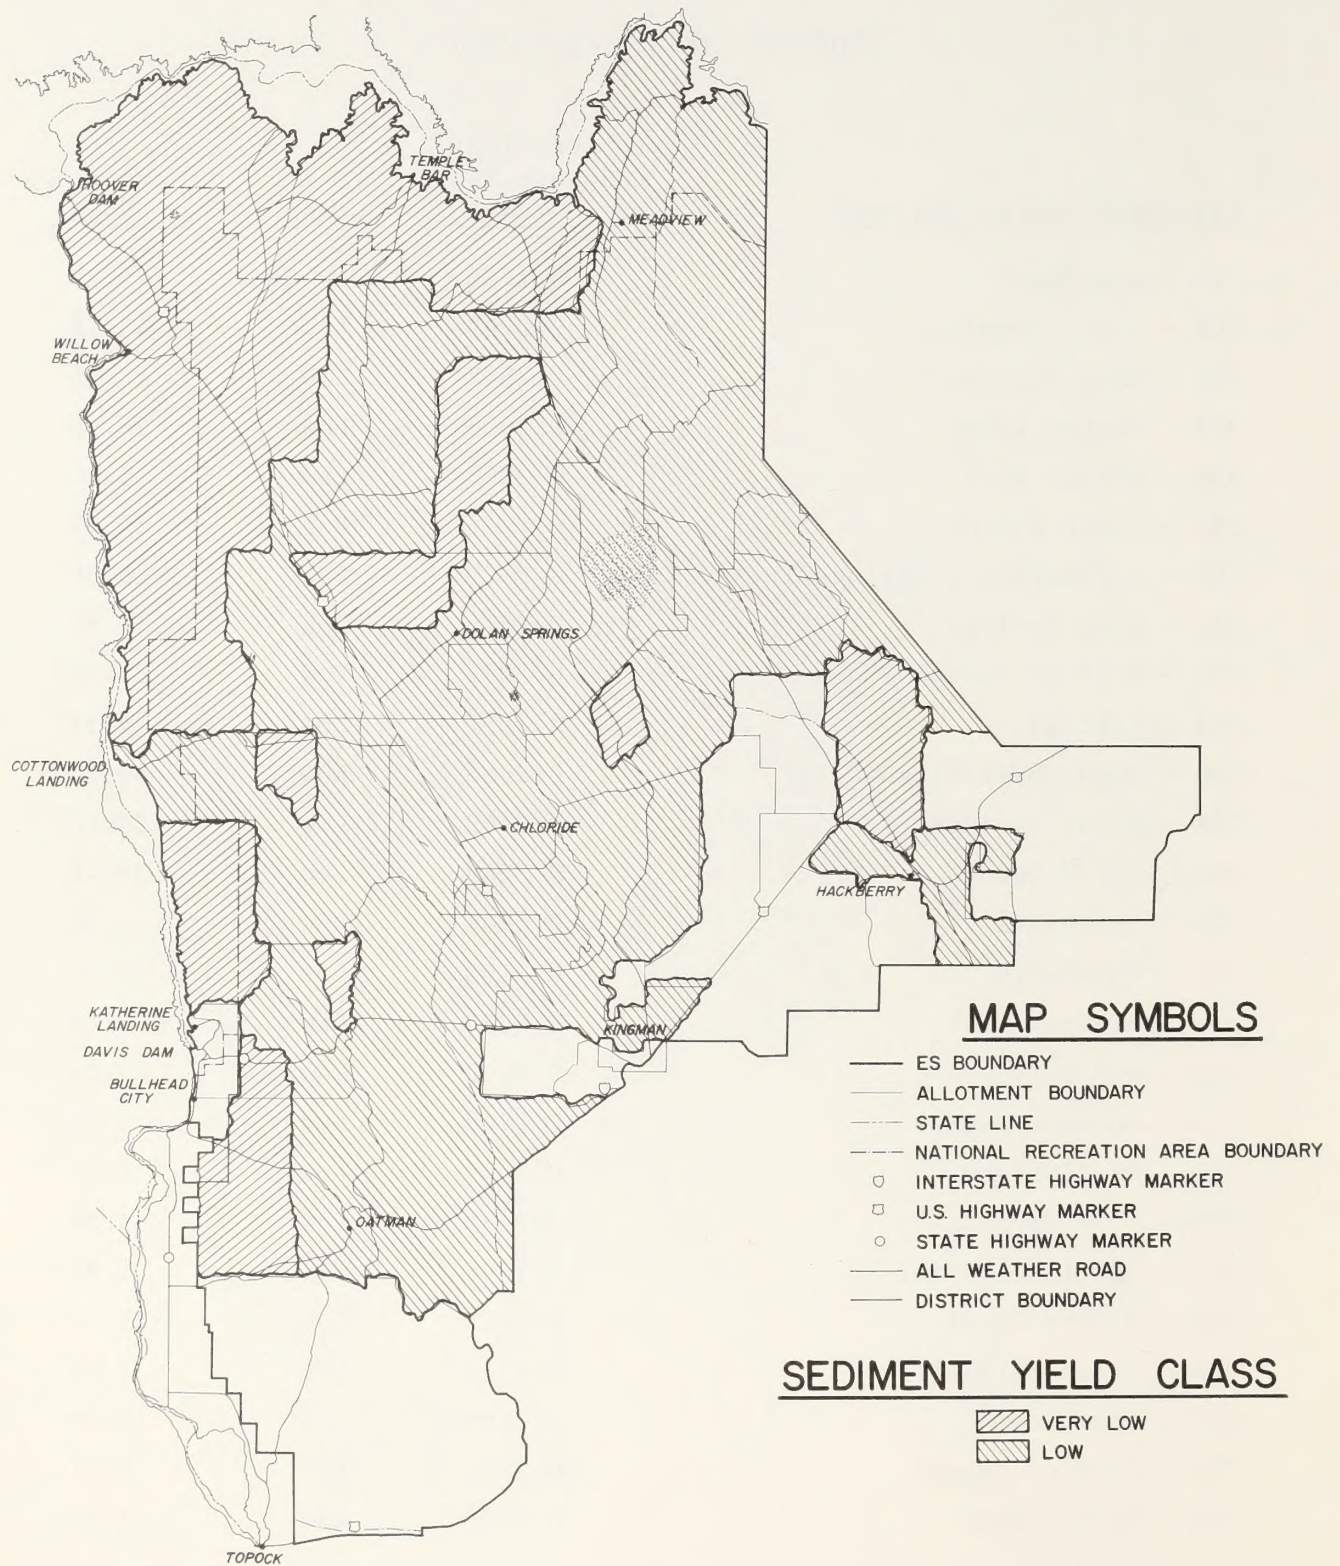 TEMPLE
BAR
HOOVER
DAM
MEADVIEW
WILLOW
BEACH
DOLAN SPRINGS
COTTONWOOD
LANDING
CHLORIDE
HACKBERRY
KATHERINE
LANDING
KINGMAN
DAVIS DAM
BULLHEAD
CITY
OATMAN
TOPOCK
MAP SYMBOLS
ES BOUNDARY
ALLOTMENT BOUNDARY
STATE LINE
NATIONAL RECREATION AREA BOUNDARY
INTERSTATE HIGHWAY MARKER
U.S. HIGHWAY MARKER
STATE HIGHWAY MARKER
ALL WEATHER ROAD
DISTRICT BOUNDARY
SEDIMENT YIELD CLASS
VERY LOW
LOW